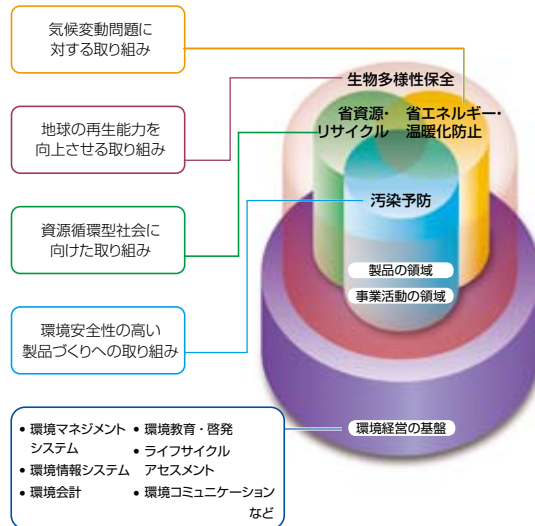 気候変動問題に
対する取り組み
地球の再生能力を
向上させる取り組み
資源循環型社会に
向けた取り組み
環境安全性の高い
製品づくりへの取り組み
• 環境マネジメント
システム
• 環境情報システム
• 環境会計
• 環境教育・啓発
• ライフサイクル
アセスメント
• 環境コミュニケーション
など
生物多様性保全
省資源・
リサイクル
省エネルギー・
温暖化防止
汚染予防
製品の領域
事業活動の領域
環境経営の基盤